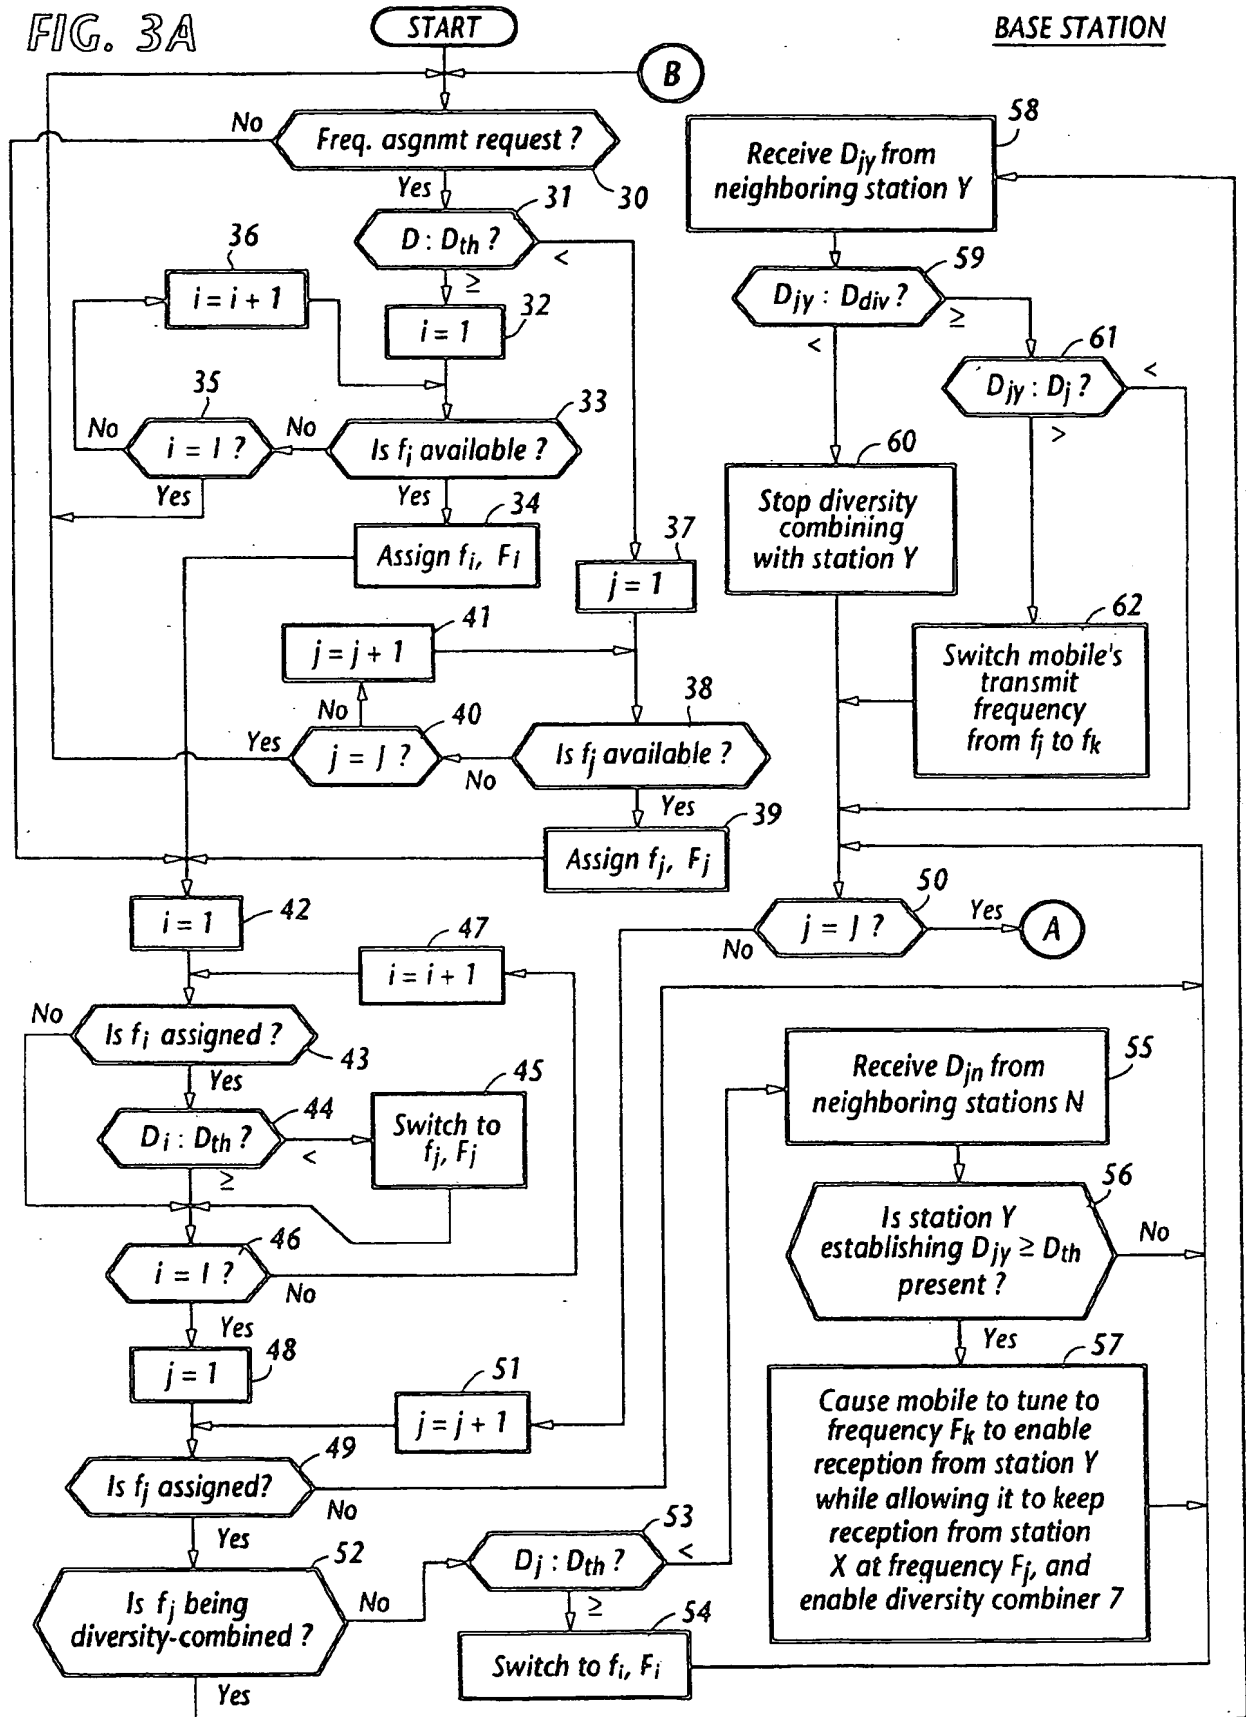 FIG. 3A
START
BASE STATION
B
Freq. asgnmt request ?
No
Yes
30
D : Dth ?
31
<
≥
i = 1
32
i = i + 1
36
Is fi available ?
33
No
Yes
i = I ?
35
No
Yes
Assign fi, Fi
34
j = 1
37
j = j + 1
41
Is fj available ?
38
No
Yes
j = J ?
40
No
Yes
Assign fj, Fj
39
i = 1
42
i = i + 1
47
Is fi assigned ?
43
No
Yes
Di : Dth ?
44
<
≥
Switch to
fj, Fj
45
i = I ?
46
No
Yes
j = 1
48
j = j + 1
51
Is fj assigned?
49
No
Yes
Is fj being
diversity-combined ?
52
No
Yes
Dj : Dth ?
53
<
≥
Switch to fi, Fi
54
Receive Djy from
neighboring station Y
58
Djy : Ddiv ?
59
<
≥
Djy : Dj ?
61
<
>
Stop diversity
combining
with station Y
60
Switch mobile's
transmit
frequency
from fj to fk
62
j = J ?
50
No
Yes
A
Receive Djn from
neighboring stations N
55
Is station Y
establishing Djy ≥ Dth
present ?
56
No
Yes
Cause mobile to tune to
frequency Fk to enable
reception from station Y
while allowing it to keep
reception from station
X at frequency Fj, and
enable diversity combiner 7
57